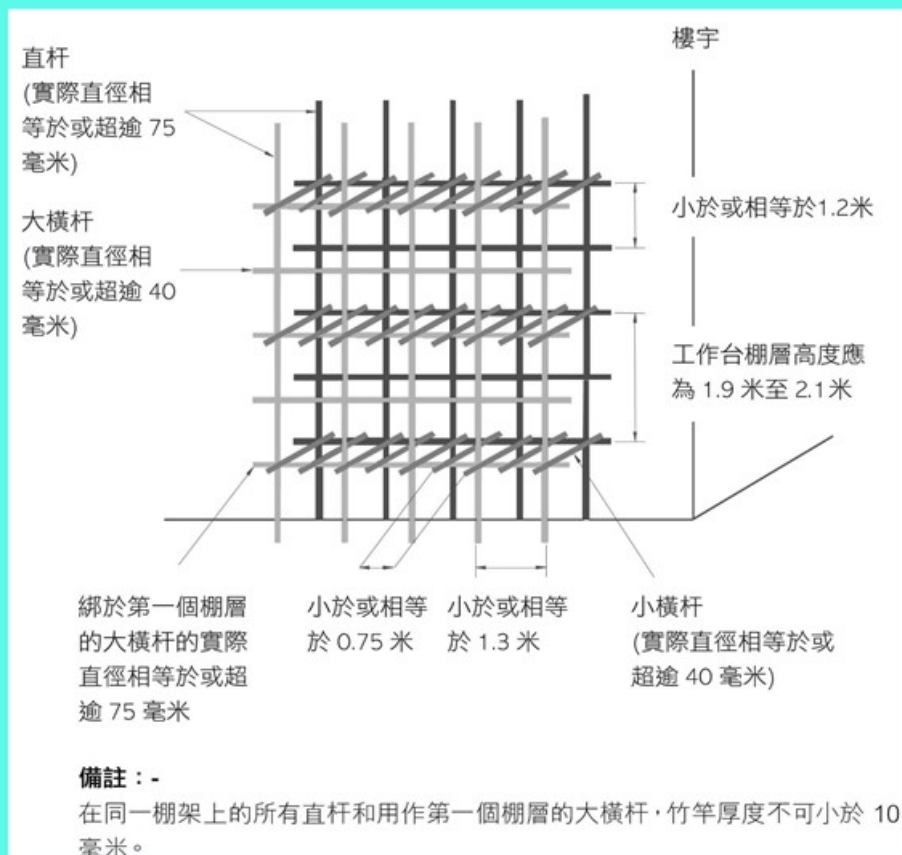 直杆
(實際直徑相
等於或超逾 75
毫米)
大橫杆
(實際直徑相
等於或超逾 40
毫米)
樓宇
小於或相等於1.2米
工作台棚層高度應
為 1.9 米至 2.1米
綁於第一個棚層
的大橫杆的實際
直徑相等於或超
逾 75 毫米
小於或相等
於 0.75 米
小於或相等
於 1.3 米
小橫杆
(實際直徑相等於或
超逾 40 毫米)
備註：-
在同一棚架上的所有直杆和用作第一個棚層的大橫杆，竹竿厚度不可小於 10
毫米。